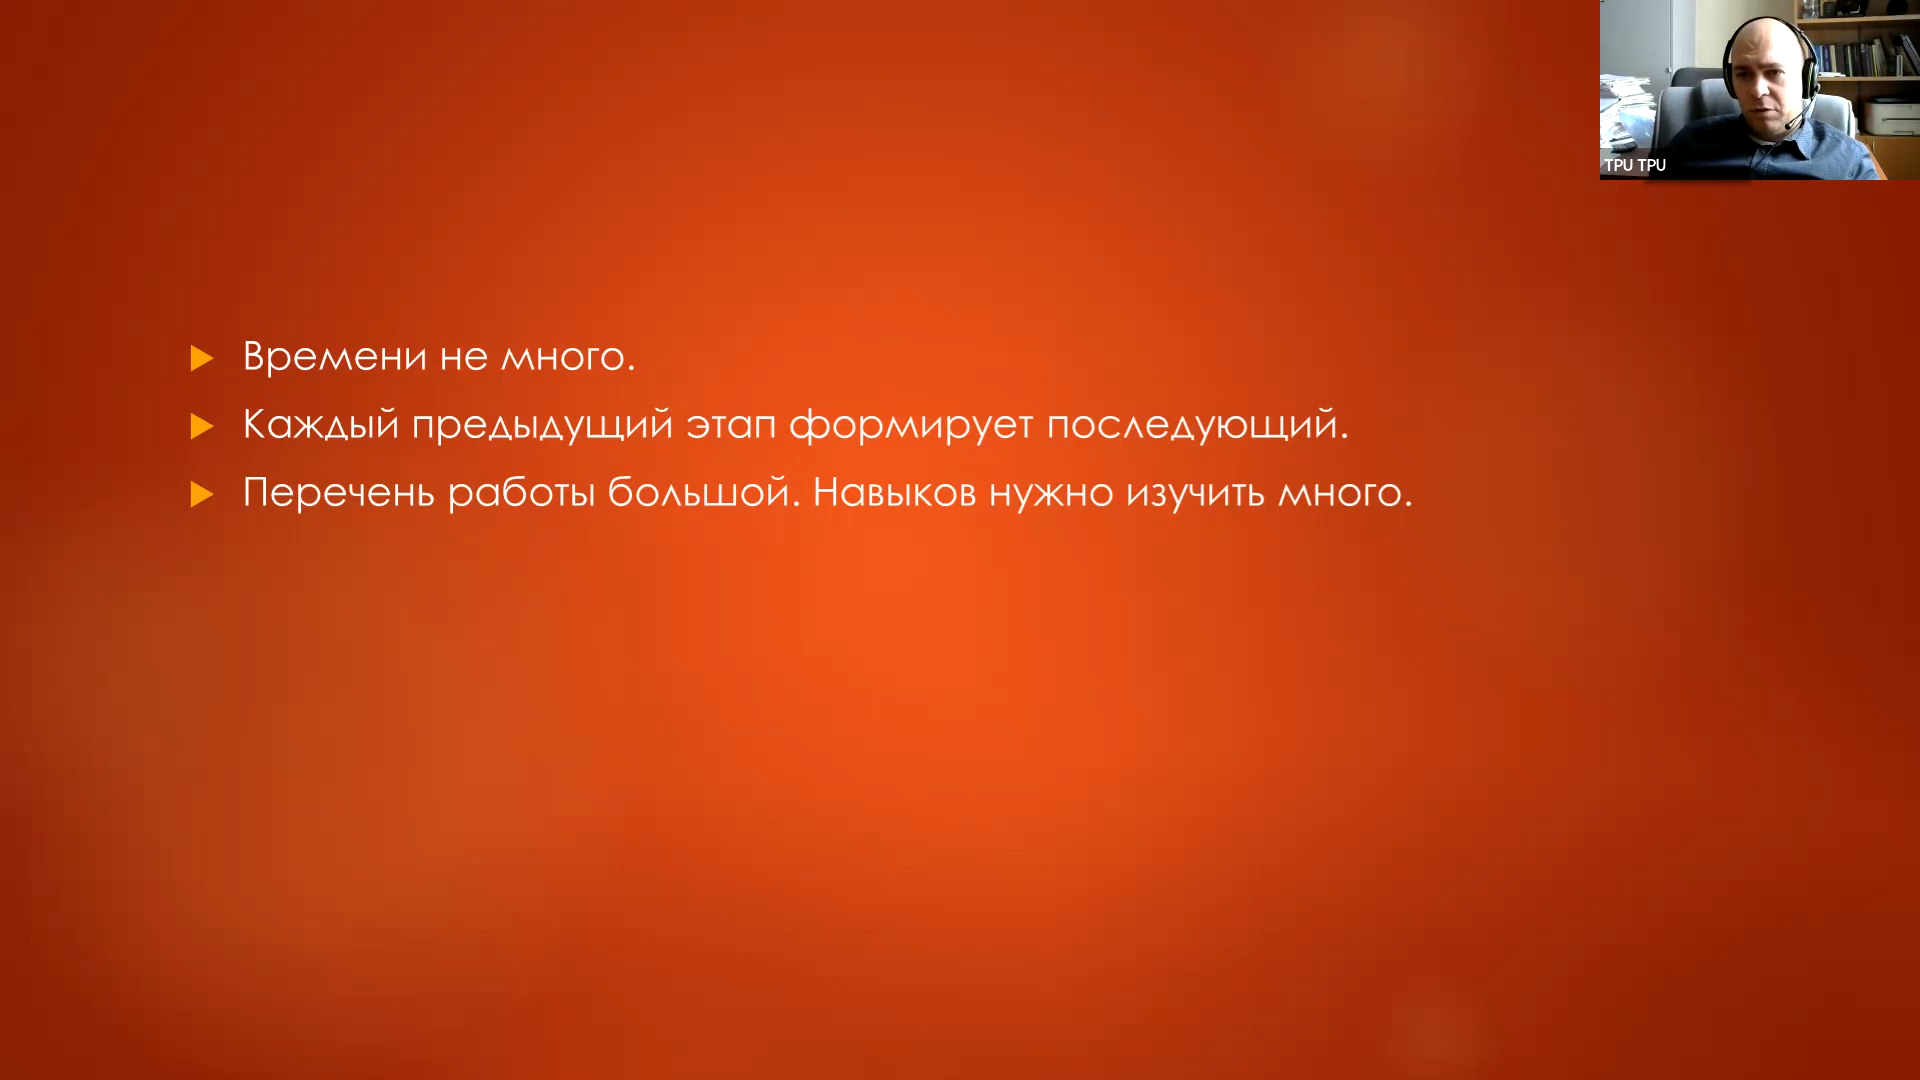 TPU TPU
Времени не много.
Каждый предыдущий этап формирует последующий.
Перечень работы большой. Навыков нужно изучить много.